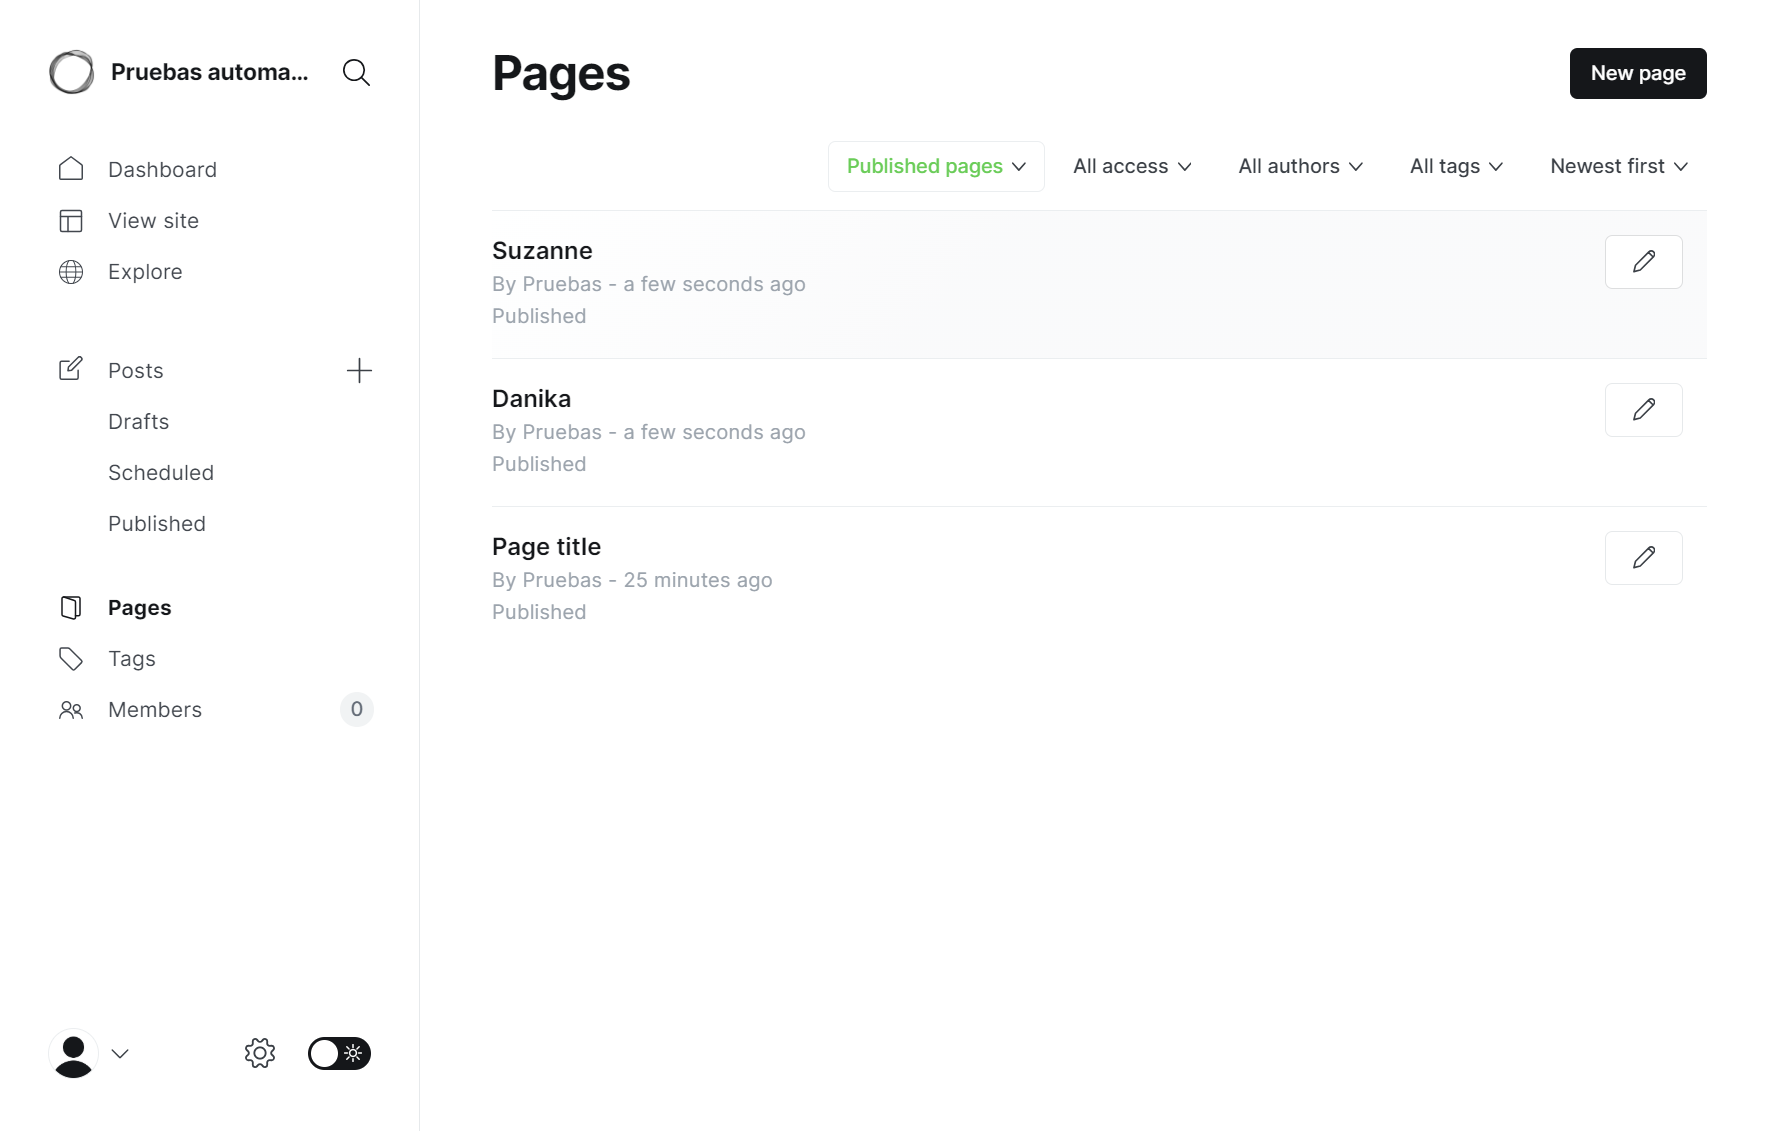 Pruebas automa...
Dashboard
View site
Explore
Posts
Drafts
Scheduled
Published
Pages
Tags
Members 0
Pages
New page
Published pages All access All authors All tags Newest first
Suzanne
By Pruebas - a few seconds ago
Published
Danika
By Pruebas - a few seconds ago
Published
Page title
By Pruebas - 25 minutes ago
Published